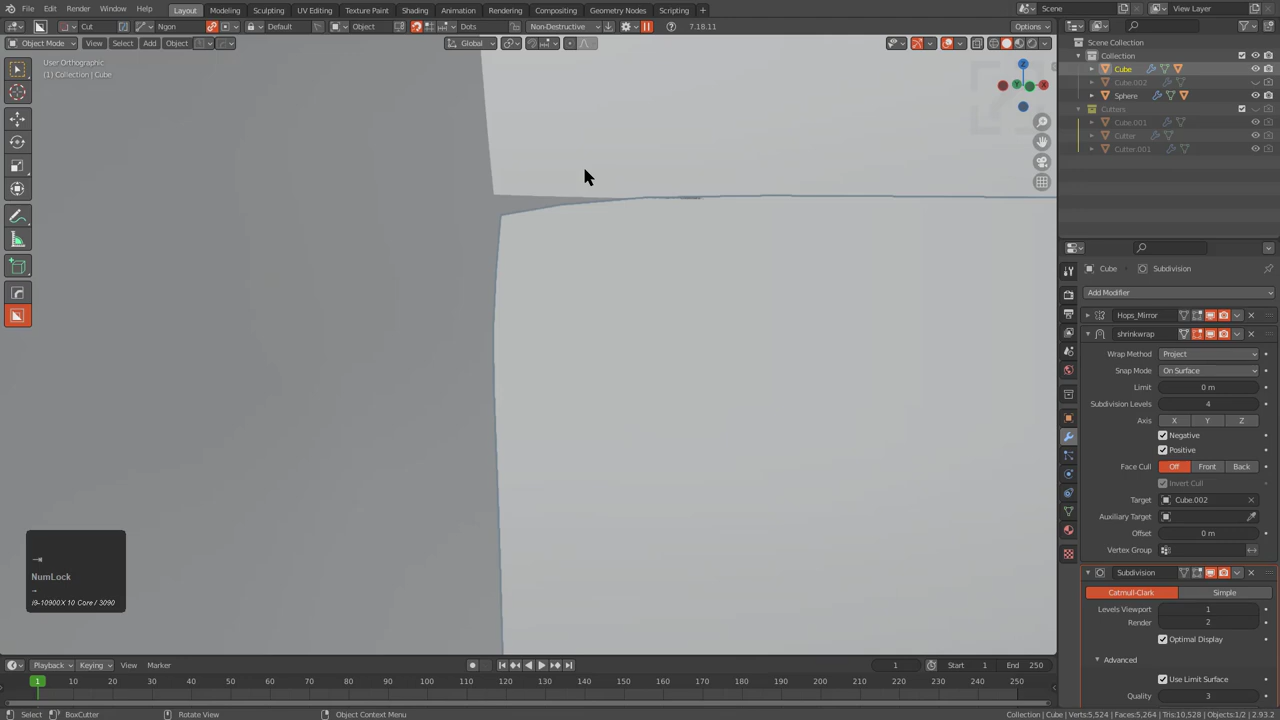 File Edit Render Window Help Layout Modeling Sculpting UV Editing Texture Paint Shading Animation Rendering Compositing Geometry Nodes Scripting + Scene View Layer
Cut Ngon Default Object Dots Non-Destructive 7.18.11 Options
Object Mode View Select Add Object Global
User Orthographic
(1) Collection | Cube
Scene Collection
Collection
Cube
Cube.002
Sphere
Cutters
Cube.001
Cutter
Cutter.001
Z
Y
X
Cube Subdivision
Add Modifier
Hops_Mirror
shrinkwrap
Wrap Method Project
Snap Mode On Surface
Limit 0 m
Subdivision Levels 4
Axis X Y Z
Negative
Positive
Face Cull Off Front Back
Invert Cull
Target Cube.002
Auxiliary Target
Offset 0 m
Vertex Group
Subdivision
Catmull-Clark Simple
Levels Viewport 1
Render 2
Optimal Display
Advanced
Use Limit Surface
Quality 3
NumLock
i9-10900X 10 Core / 3090
Playback Keying View Marker 1 Start 1 End 250
1 10 20 30 40 50 60 70 80 90 100 110 120 130 140 150 160 170 180 190 200 210 220 230 240 250
Select BoxCutter Rotate View Object Context Menu Collection | Cube | Verts:5,524 | Faces:5,264 | Tris:10,528 | Objects:1/2 | 2.93.2